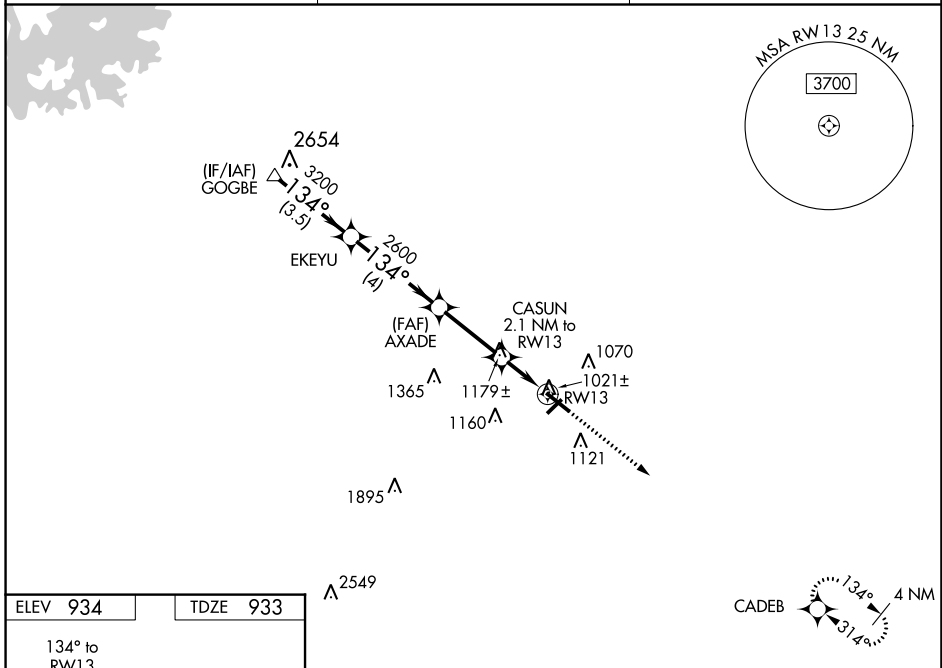 MSA RW13 25 NM
3700
2654
(IF/IAF)
GOGBE
3200
134°
(3.5)
EKEYU
2600
134°
(4)
(FAF)
AXADE
CASUN
2.1 NM to
RW13
1070
1365
1179±
1021±
RW13
1160
1121
1895
2549
CADEB
134°
4 NM
314°
ELEV 934
TDZE 933
134° to
RW13